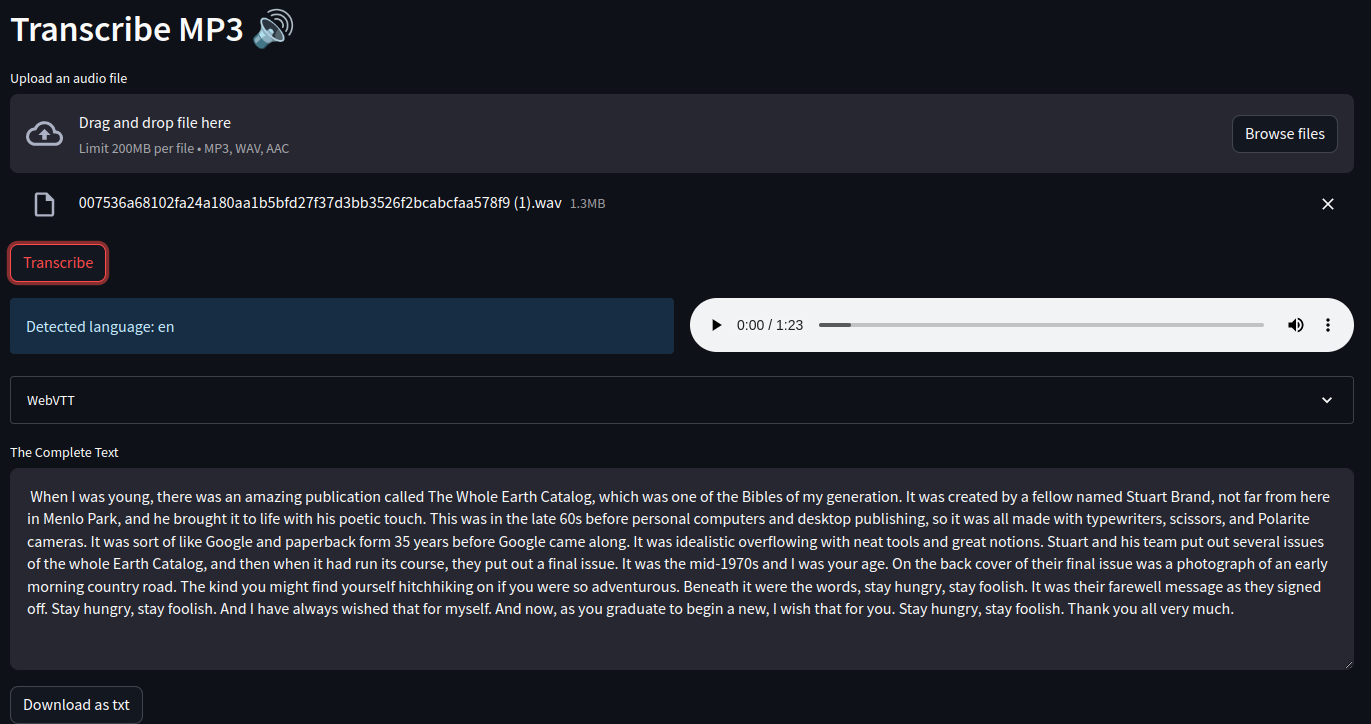 Transcribe MP3 🔊
Upload an audio file
Drag and drop file here
Limit 200MB per file • MP3, WAV, AAC
Browse files
007536a68102fa24a180aa1b5bfd27f37d3bb3526f2bcabcfaa578f9 (1).wav 1.3MB
Transcribe
Detected language: en
0:00 / 1:23
WebVTT
The Complete Text
When I was young, there was an amazing publication called The Whole Earth Catalog, which was one of the Bibles of my generation. It was created by a fellow named Stuart Brand, not far from here
in Menlo Park, and he brought it to life with his poetic touch. This was in the late 60s before personal computers and desktop publishing, so it was all made with typewriters, scissors, and Polarite
cameras. It was sort of like Google and paperback form 35 years before Google came along. It was idealistic overflowing with neat tools and great notions. Stuart and his team put out several issues
of the whole Earth Catalog, and then when it had run its course, they put out a final issue. It was the mid-1970s and I was your age. On the back cover of their final issue was a photograph of an early
morning country road. The kind you might find yourself hitchhiking on if you were so adventurous. Beneath it were the words, stay hungry, stay foolish. It was their farewell message as they signed
off. Stay hungry, stay foolish. And I have always wished that for myself. And now, as you graduate to begin a new, I wish that for you. Stay hungry, stay foolish. Thank you all very much.
Download as txt